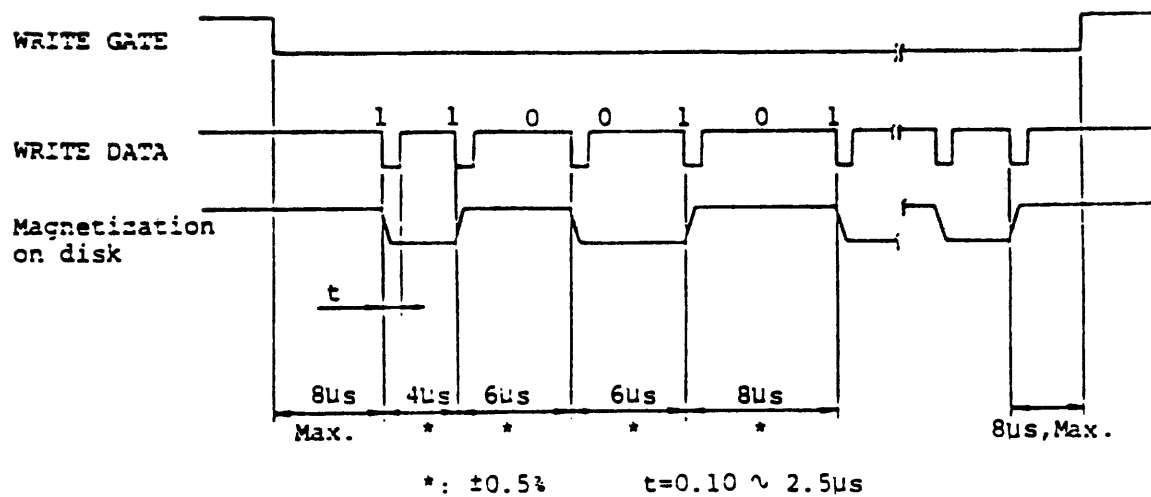 WRITE GATE
1 1 0 0 1 0 1
WRITE DATA
Magnetization
on disk
t
8µs 4µs 6µs 6µs 8µs
Max. * * * * 8µs,Max.
*: ±0.5% t=0.10 ~ 2.5µs